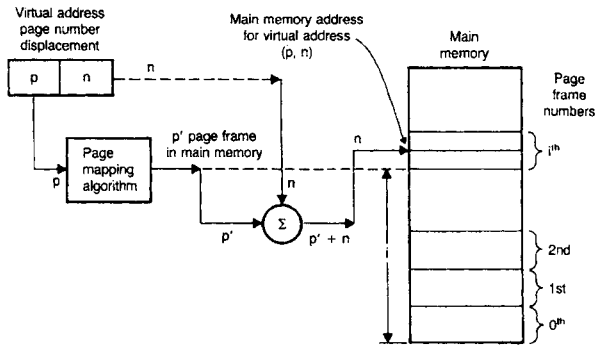 Virtual address
page number
displacement
p
n
n
Main memory address
for virtual address
(p, n)
Main
memory
Page
frame
numbers
p' page frame
in main memory
n
i th
p
Page
mapping
algorithm
n
p'
Σ
p' + n
2nd
1st
0th